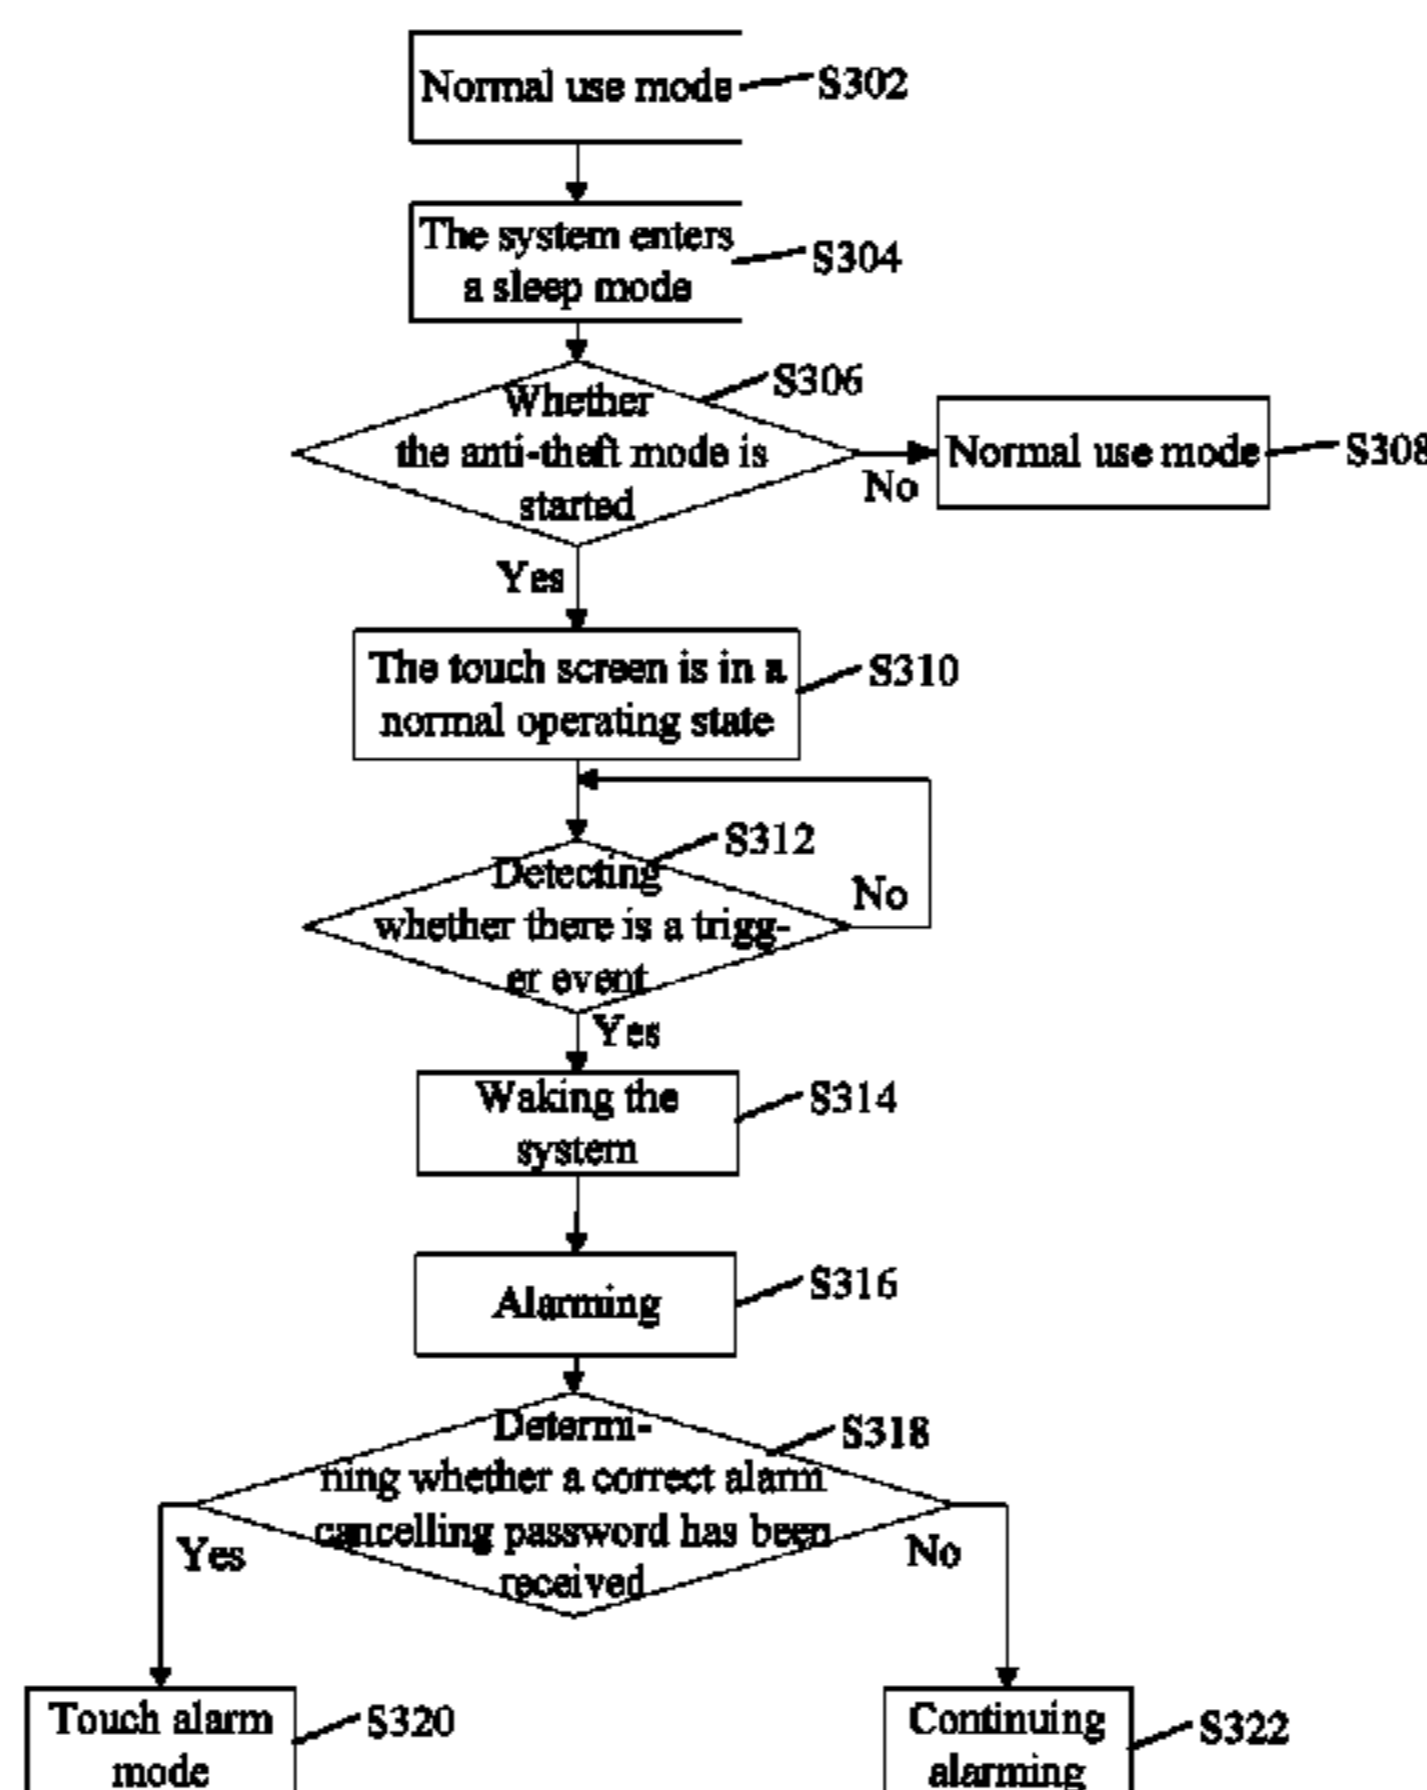 Normal use mode
S302
The system enters
a sleep mode
S304
S306
Whether
the anti-theft mode is
started
No
Normal use mode
S308
Yes
The touch screen is in a
normal operating state
S310
S312
Detecting
whether there is a trigg-
er event
No
Yes
Waking the
system
S314
Alarming
S316
Determi-
ning whether a correct alarm
cancelling password has been
received
S318
Yes
No
Touch alarm
mode
S320
Continuing
alarming
S322